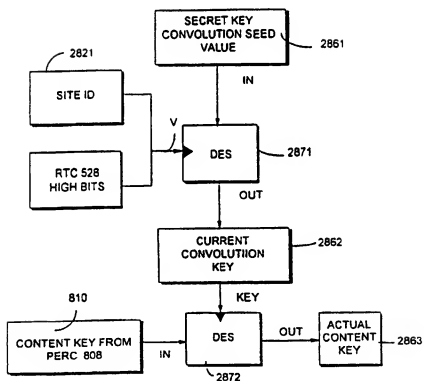 SECRET KEY
CONVOLUTION SEED
VALUE
2861
2821
IN
SITE ID
V
DES
2871
RTC 528
HIGH BITS
OUT
CURRENT
CONVOLUTIION
KEY
2862
KEY
810
DES
OUT
ACTUAL
CONTENT
KEY
2863
CONTENT KEY FROM
PERC 808
IN
2872